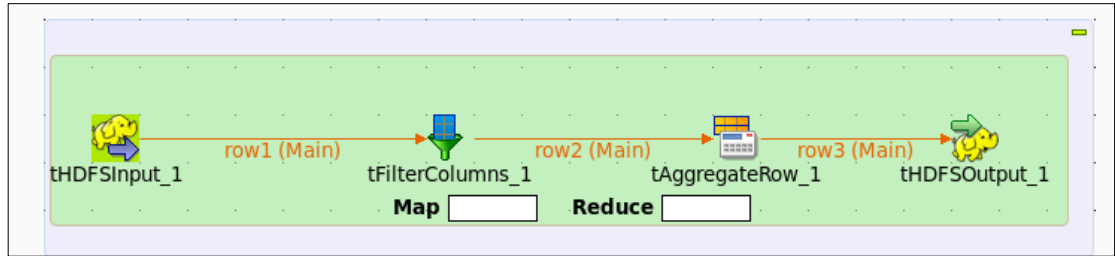 row1 (Main) row2 (Main) row3 (Main)
tHDFSInput_1 tFilterColumns_1 tAggregateRow_1 tHDFSOutput_1
Map Reduce